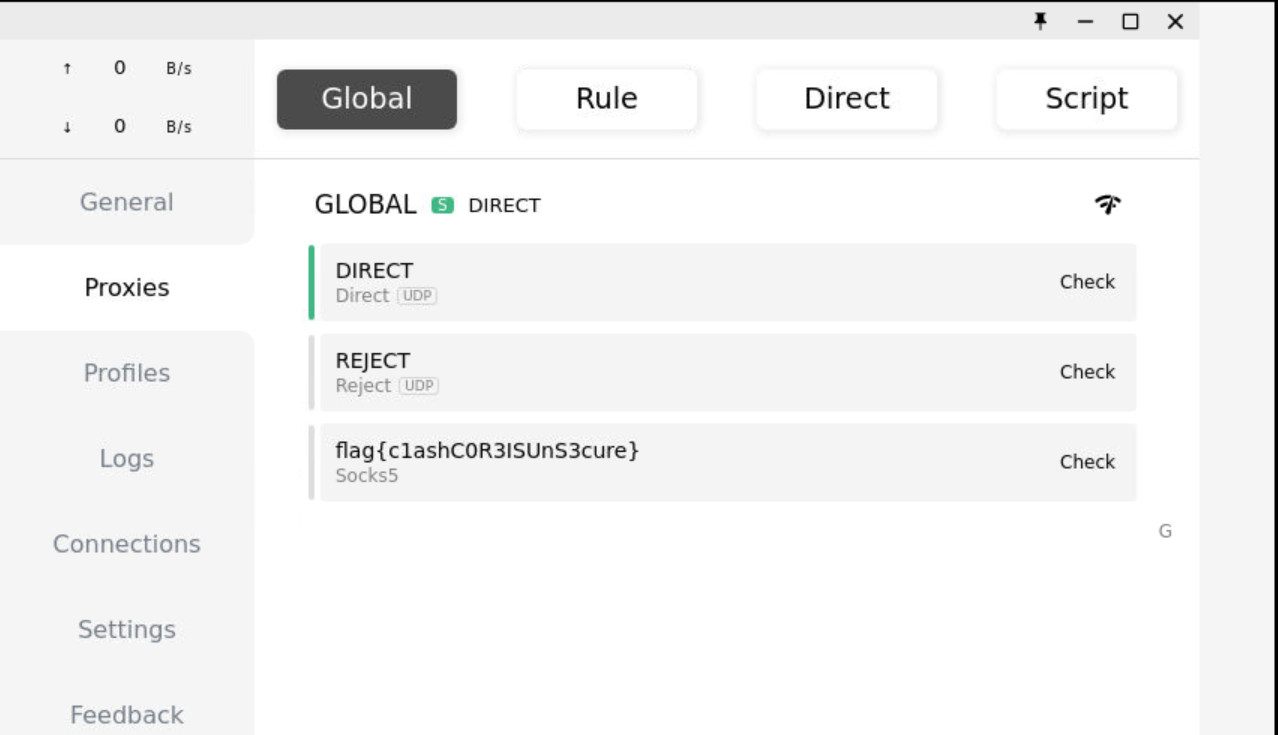 ↑ 0 B/s
↓ 0 B/s
Global
Rule
Direct
Script
General
Proxies
Profiles
Logs
Connections
Settings
Feedback
GLOBAL S DIRECT
DIRECT
Direct UDP
Check
REJECT
Reject UDP
Check
flag{c1ashC0R3ISUnS3cure}
Socks5
Check
G